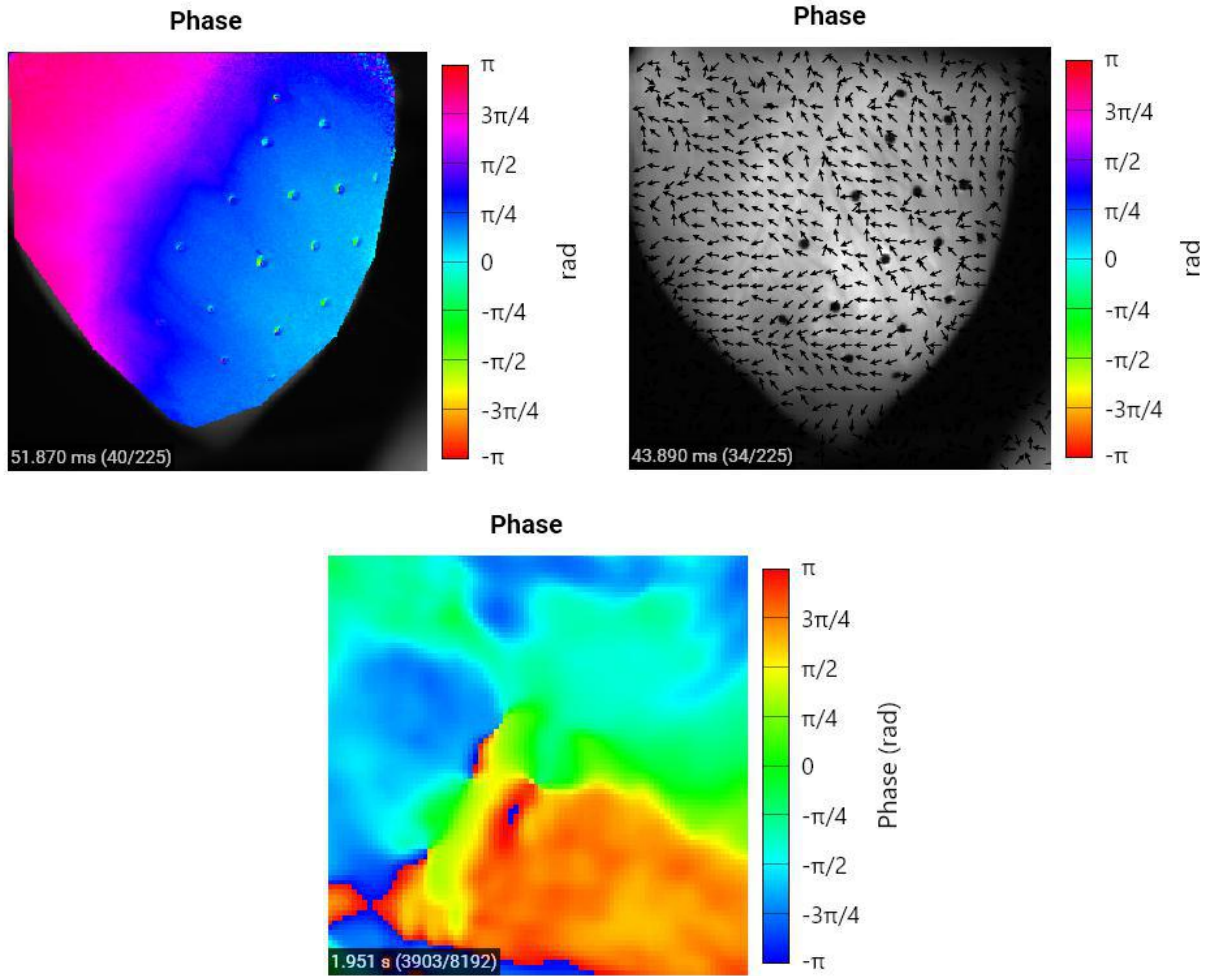 Phase
π
3π/4
π/2
π/4
0
-π/4
-π/2
-3π/4
-π
rad
51.870 ms (40/225)
Phase
π
3π/4
π/2
π/4
0
-π/4
-π/2
-3π/4
-π
rad
43.890 ms (34/225)
Phase
π
3π/4
π/2
π/4
0
-π/4
-π/2
-3π/4
-π
Phase (rad)
1.951 s (3903/8192)